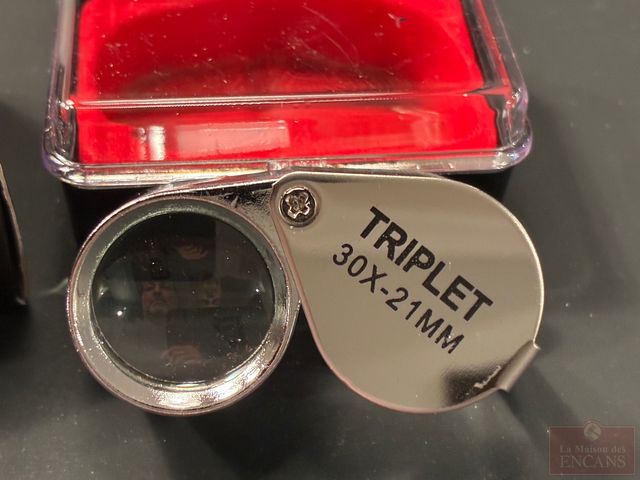 TRIPLET
30X-21MM
La Maison des
ENCANS